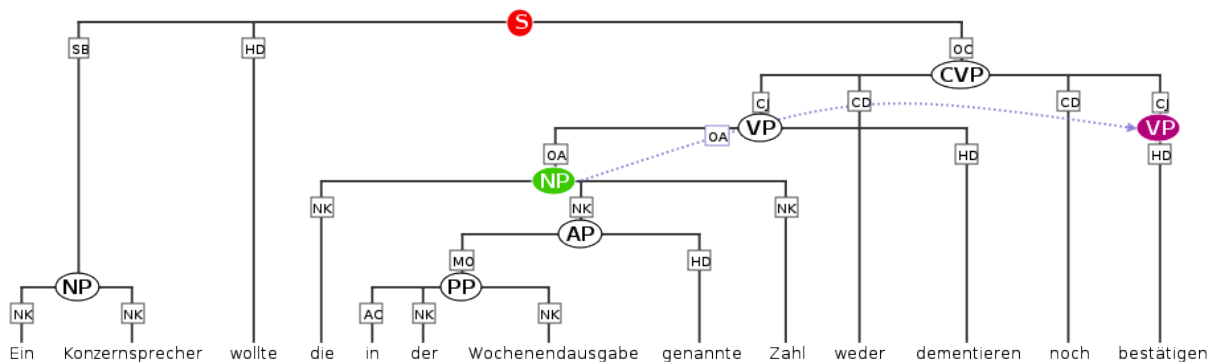 S
SB HD OC
CVP
CJ CD CD CJ
VP OA VP
OA HD HD
NP
NK NK NK
AP
MO HD
NP PP
NK NK AC NK NK
Ein Konzernsprecher wollte die in der Wochenendausgabe genannte Zahl weder dementieren noch bestätigen